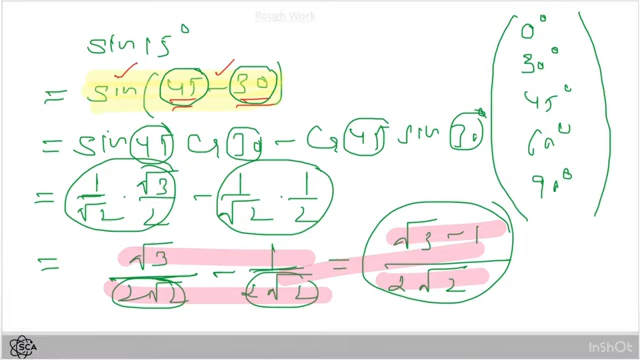 Rough Work
sin 15°
= sin (45 - 30)
= sin 45 Cos 30 - Cos 45 sin 30°
= 1/√2 · √3/2 - 1/√2 · 1/2
= √3/2√2 - 1/2√2 = √3 - 1/2√2
0°
30°
45°
60°
90°
SCA
InShOt